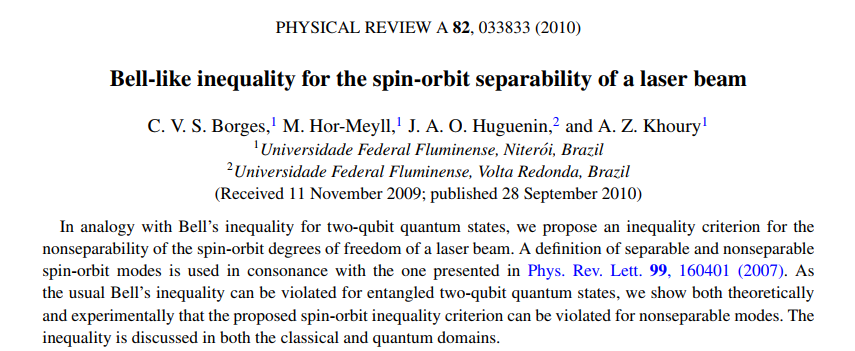 PHYSICAL REVIEW A 82, 033833 (2010)
Bell-like inequality for the spin-orbit separability of a laser beam
C. V. S. Borges,1 M. Hor-Meyll,1 J. A. O. Huguenin,2 and A. Z. Khoury1
1Universidade Federal Fluminense, Niterói, Brazil
2Universidade Federal Fluminense, Volta Redonda, Brazil
(Received 11 November 2009; published 28 September 2010)
In analogy with Bell's inequality for two-qubit quantum states, we propose an inequality criterion for the
nonseparability of the spin-orbit degrees of freedom of a laser beam. A definition of separable and nonseparable
spin-orbit modes is used in consonance with the one presented in Phys. Rev. Lett. 99, 160401 (2007). As
the usual Bell's inequality can be violated for entangled two-qubit quantum states, we show both theoretically
and experimentally that the proposed spin-orbit inequality criterion can be violated for nonseparable modes. The
inequality is discussed in both the classical and quantum domains.